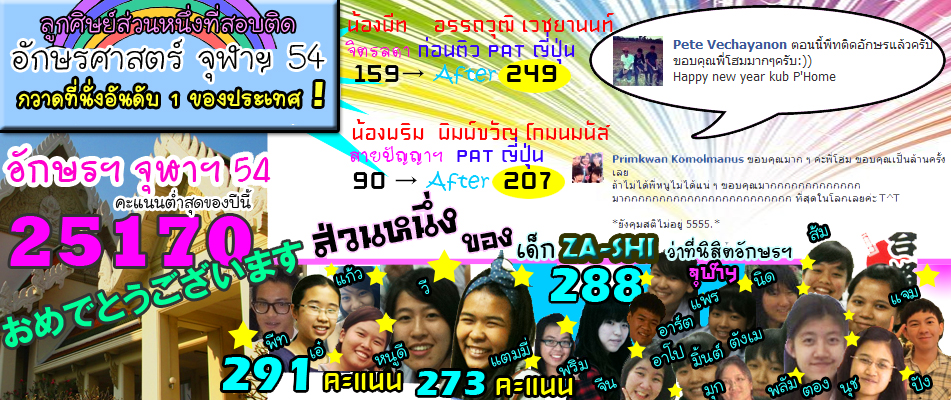 ลูกศิษย์ส่วนหนึ่งที่สอบติด
อักษรศาสตร์ จุฬาฯ 54
กวาดที่นั่งอันดับ 1 ของประเทศ !
น้องพีท อรรถวุฒิ เวชยานนท์
จิตรลดา ก่อนติว PAT ญี่ปุ่น
159 → After 249
Pete Vechayanon ตอนนี้พีทติดอักษรแล้วครับ
ขอบคุณพี่โฮมมากๆครับ:))
Happy new year kub P'Home
น้องพริม พิมพ์ขวัญ โกมนมนัส
สายปัญญาฯ PAT ญี่ปุ่น
90 → After 207
Primkwan Komolmanus ขอบคุณมาก ๆ ค่ะพี่โฮม ขอบคุณเป็นล้านครั้ง
เลย
ถ้าไม่ได้พี่หนูไม่ได้แน่ ๆ ขอบคุณมากกกกกกกกกกกกกก
มากกกกกกกกกกกกกกกกกกกกกกกกก ที่สุดในโลกเลยค่ะ T^T
*ยังคุมสติไม่อยู่ 5555. *
อักษรฯ จุฬาฯ 54
คะแนนต่ำสุดของปีนี้
25170
おめでとうございます
ส่วนหนึ่ง ของ เด็ก ZA-SHI ว่าที่นิสิตอักษรฯ
จุฬาฯ
288
ส้ม
แก้ว
วี
นิด
แพร
อาร์ต
แจม
พีท
เอ๋
หนูดี
แตมมี่
พริม
จีน
อาโป
มิ้นต์
ตังเม
มุก
พลัม
ตอง
นุช
ปัง
291 คะแนน
273 คะแนน